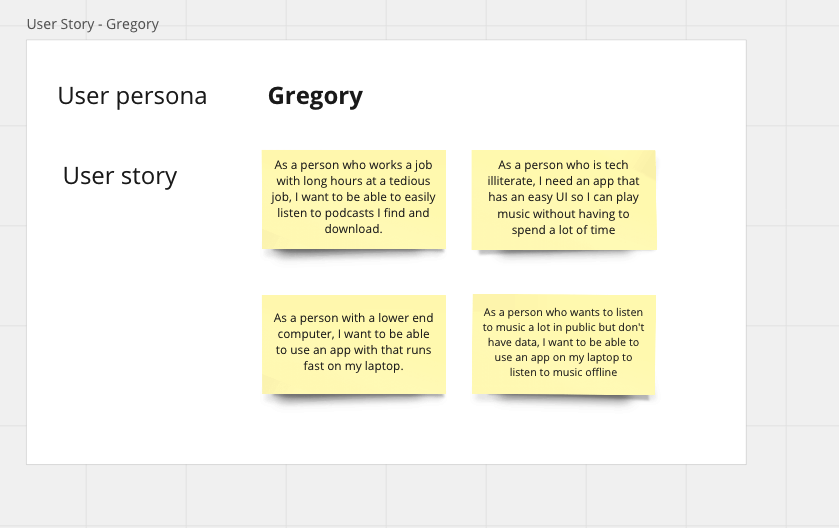 User Story - Gregory
User persona
Gregory
User story
As a person who works a job
with long hours at a tedious
job, I want to be able to easily
listen to podcasts I find and
download.
As a person who is tech
illiterate, I need an app that
has an easy UI so I can play
music without having to
spend a lot of time
As a person with a lower end
computer, I want to be able
to use an app with that runs
fast on my laptop.
As a person who wants to listen
to music a lot in public but don't
have data, I want to be able to
use an app on my laptop to
listen to music offline